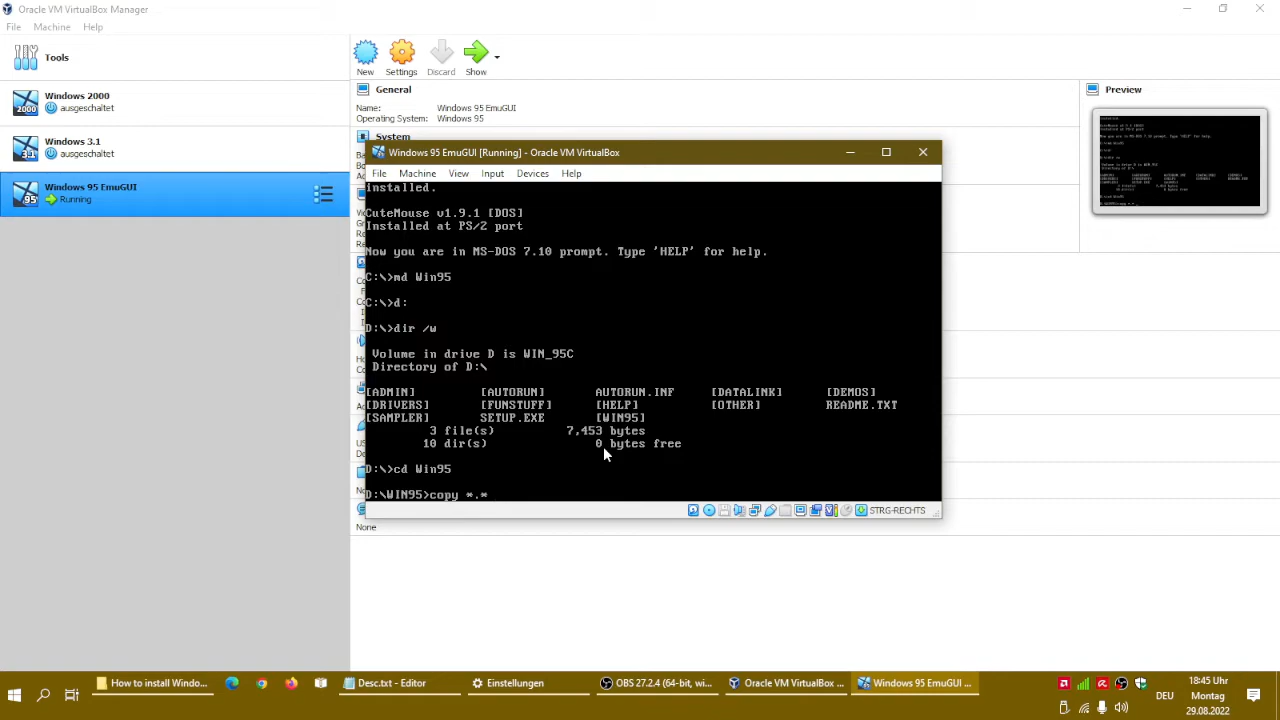 Oracle VM VirtualBox Manager
File Machine Help
Tools
New Settings Discard Show
General
Preview
Name: Windows 95 EmuGUI
Operating System: Windows 95
Windows 2000
ausgeschaltet
System
Windows 3.1
ausgeschaltet
Windows 95 EmuGUI
Running
Windows 95 EmuGUI [Running] - Oracle VM VirtualBox
File Machine View Input Devices Help
installed.
CuteMouse v1.9.1 [DOS]
Installed at PS/2 port
Now you are in MS-DOS 7.10 prompt. Type 'HELP' for help.
C:\>md Win95
C:\>d:
D:\>dir /w
Volume in drive D is WIN_95C
Directory of D:\
[ADMIN] [AUTORUN] AUTORUN.INF [DATALINK] [DEMOS]
[DRIVERS] [FUNSTUFF] [HELP] [OTHER] README.TXT
[SAMPLER] SETUP.EXE [WIN95]
3 file(s) 7,453 bytes
10 dir(s) 0 bytes free
D:\>cd Win95
D:\WIN95>copy *.*
STRG-RECHTS
None
How to install Windo...
Desc.txt - Editor
Einstellungen
OBS 27.2.4 (64-bit, w...
Oracle VM VirtualBox ...
Windows 95 EmuGUI ...
DEU
18:45 Uhr
Montag
29.08.2022